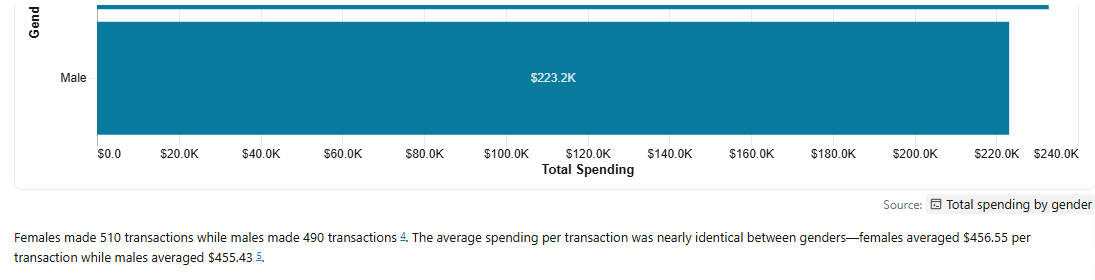 Gend
Male
$223.2K
$0.0 $20.0K $40.0K $60.0K $80.0K $100.0K $120.0K $140.0K $160.0K $180.0K $200.0K $220.0K $240.0K
Total Spending
Source: Total spending by gender
Females made 510 transactions while males made 490 transactions 4. The average spending per transaction was nearly identical between genders—females averaged $456.55 per
transaction while males averaged $455.43 5.